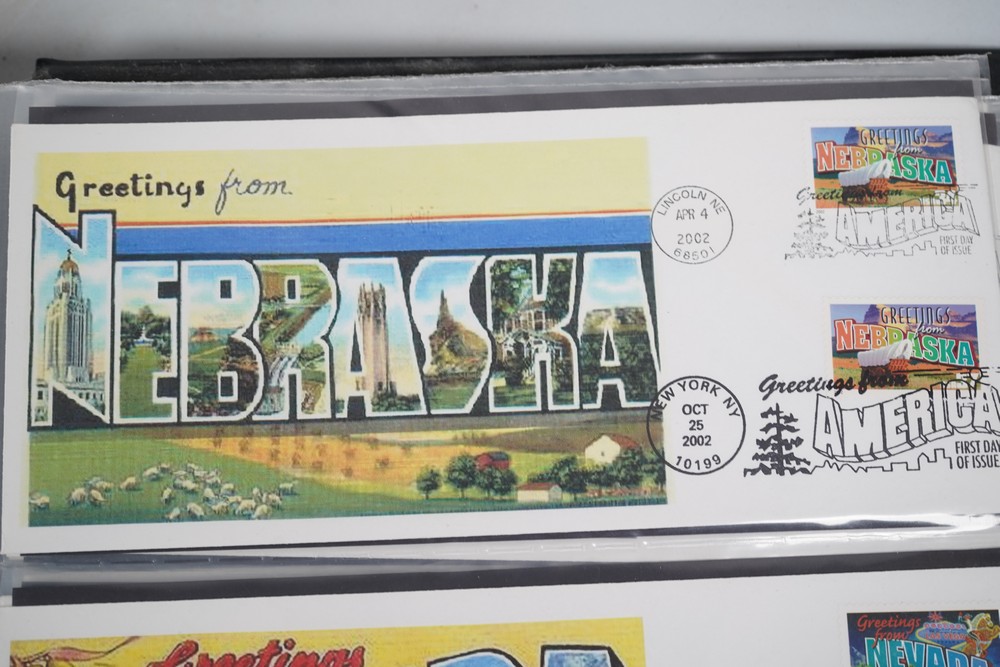 Greetings from
NEBRASKA
LINCOLN NE
APR 4
2002
68501
GREETINGS
from
NEBRASKA
Greetings from
AMERICA
FIRST DAY
OF ISSUE
GREETINGS
from
NEBRASKA
NEW YORK NY
OCT
25
2002
10199
Greetings from
AMERICA
FIRST DAY
OF ISSUE
Greetings
Greetings
from
NEVADA